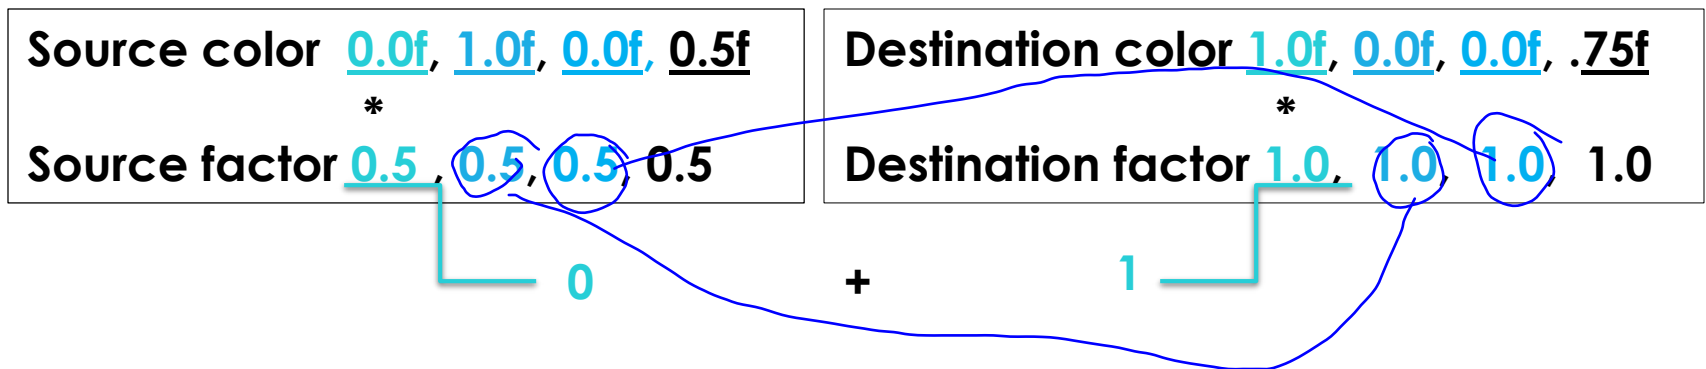 Source color 0.0f, 1.0f, 0.0f, 0.5f
*
Source factor 0.5 , 0.5, 0.5, 0.5
Destination color 1.0f, 0.0f, 0.0f, .75f
*
Destination factor 1.0, 1.0, 1.0, 1.0
0 + 1